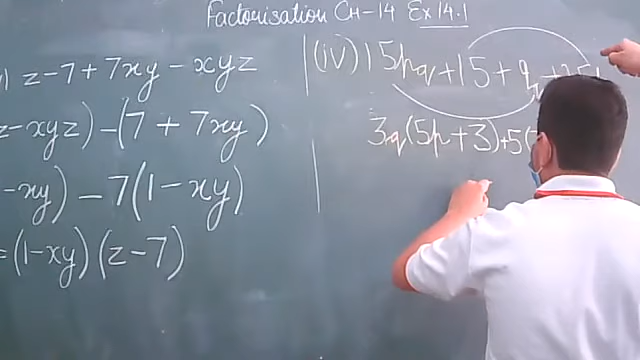 Factorisation CH-14 Ex 14.1
z-7+7xy-xyz
z-xyz)-(7+7xy)
-xy)-7(1-xy)
=(1-xy)(z-7)
(iv) 15pq+15+9q+25
3q(5p+3)+5(